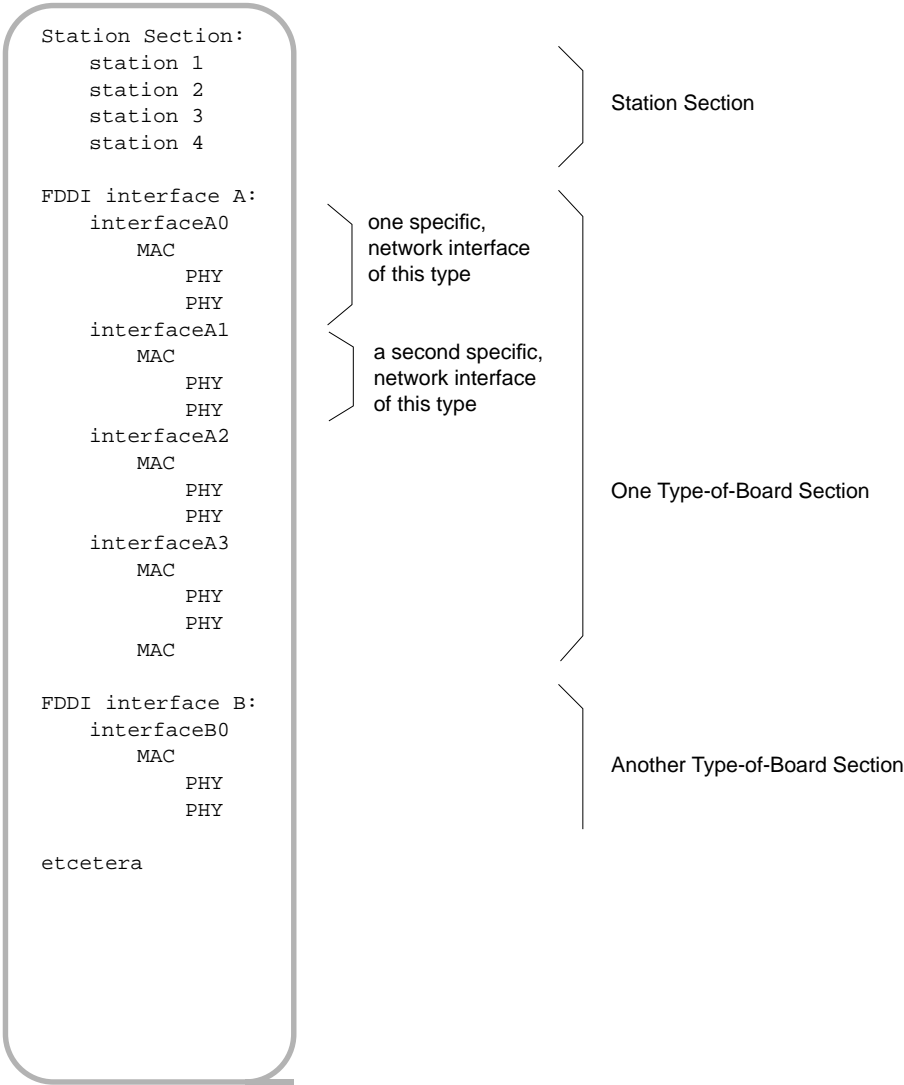 Station Section:
station 1
station 2
station 3
station 4
Station Section
FDDI interface A:
interfaceA0
MAC
PHY
PHY
one specific,
network interface
of this type
interfaceA1
MAC
PHY
PHY
a second specific,
network interface
of this type
interfaceA2
MAC
PHY
PHY
interfaceA3
MAC
PHY
PHY
MAC
One Type-of-Board Section
FDDI interface B:
interfaceB0
MAC
PHY
PHY
Another Type-of-Board Section
etcetera